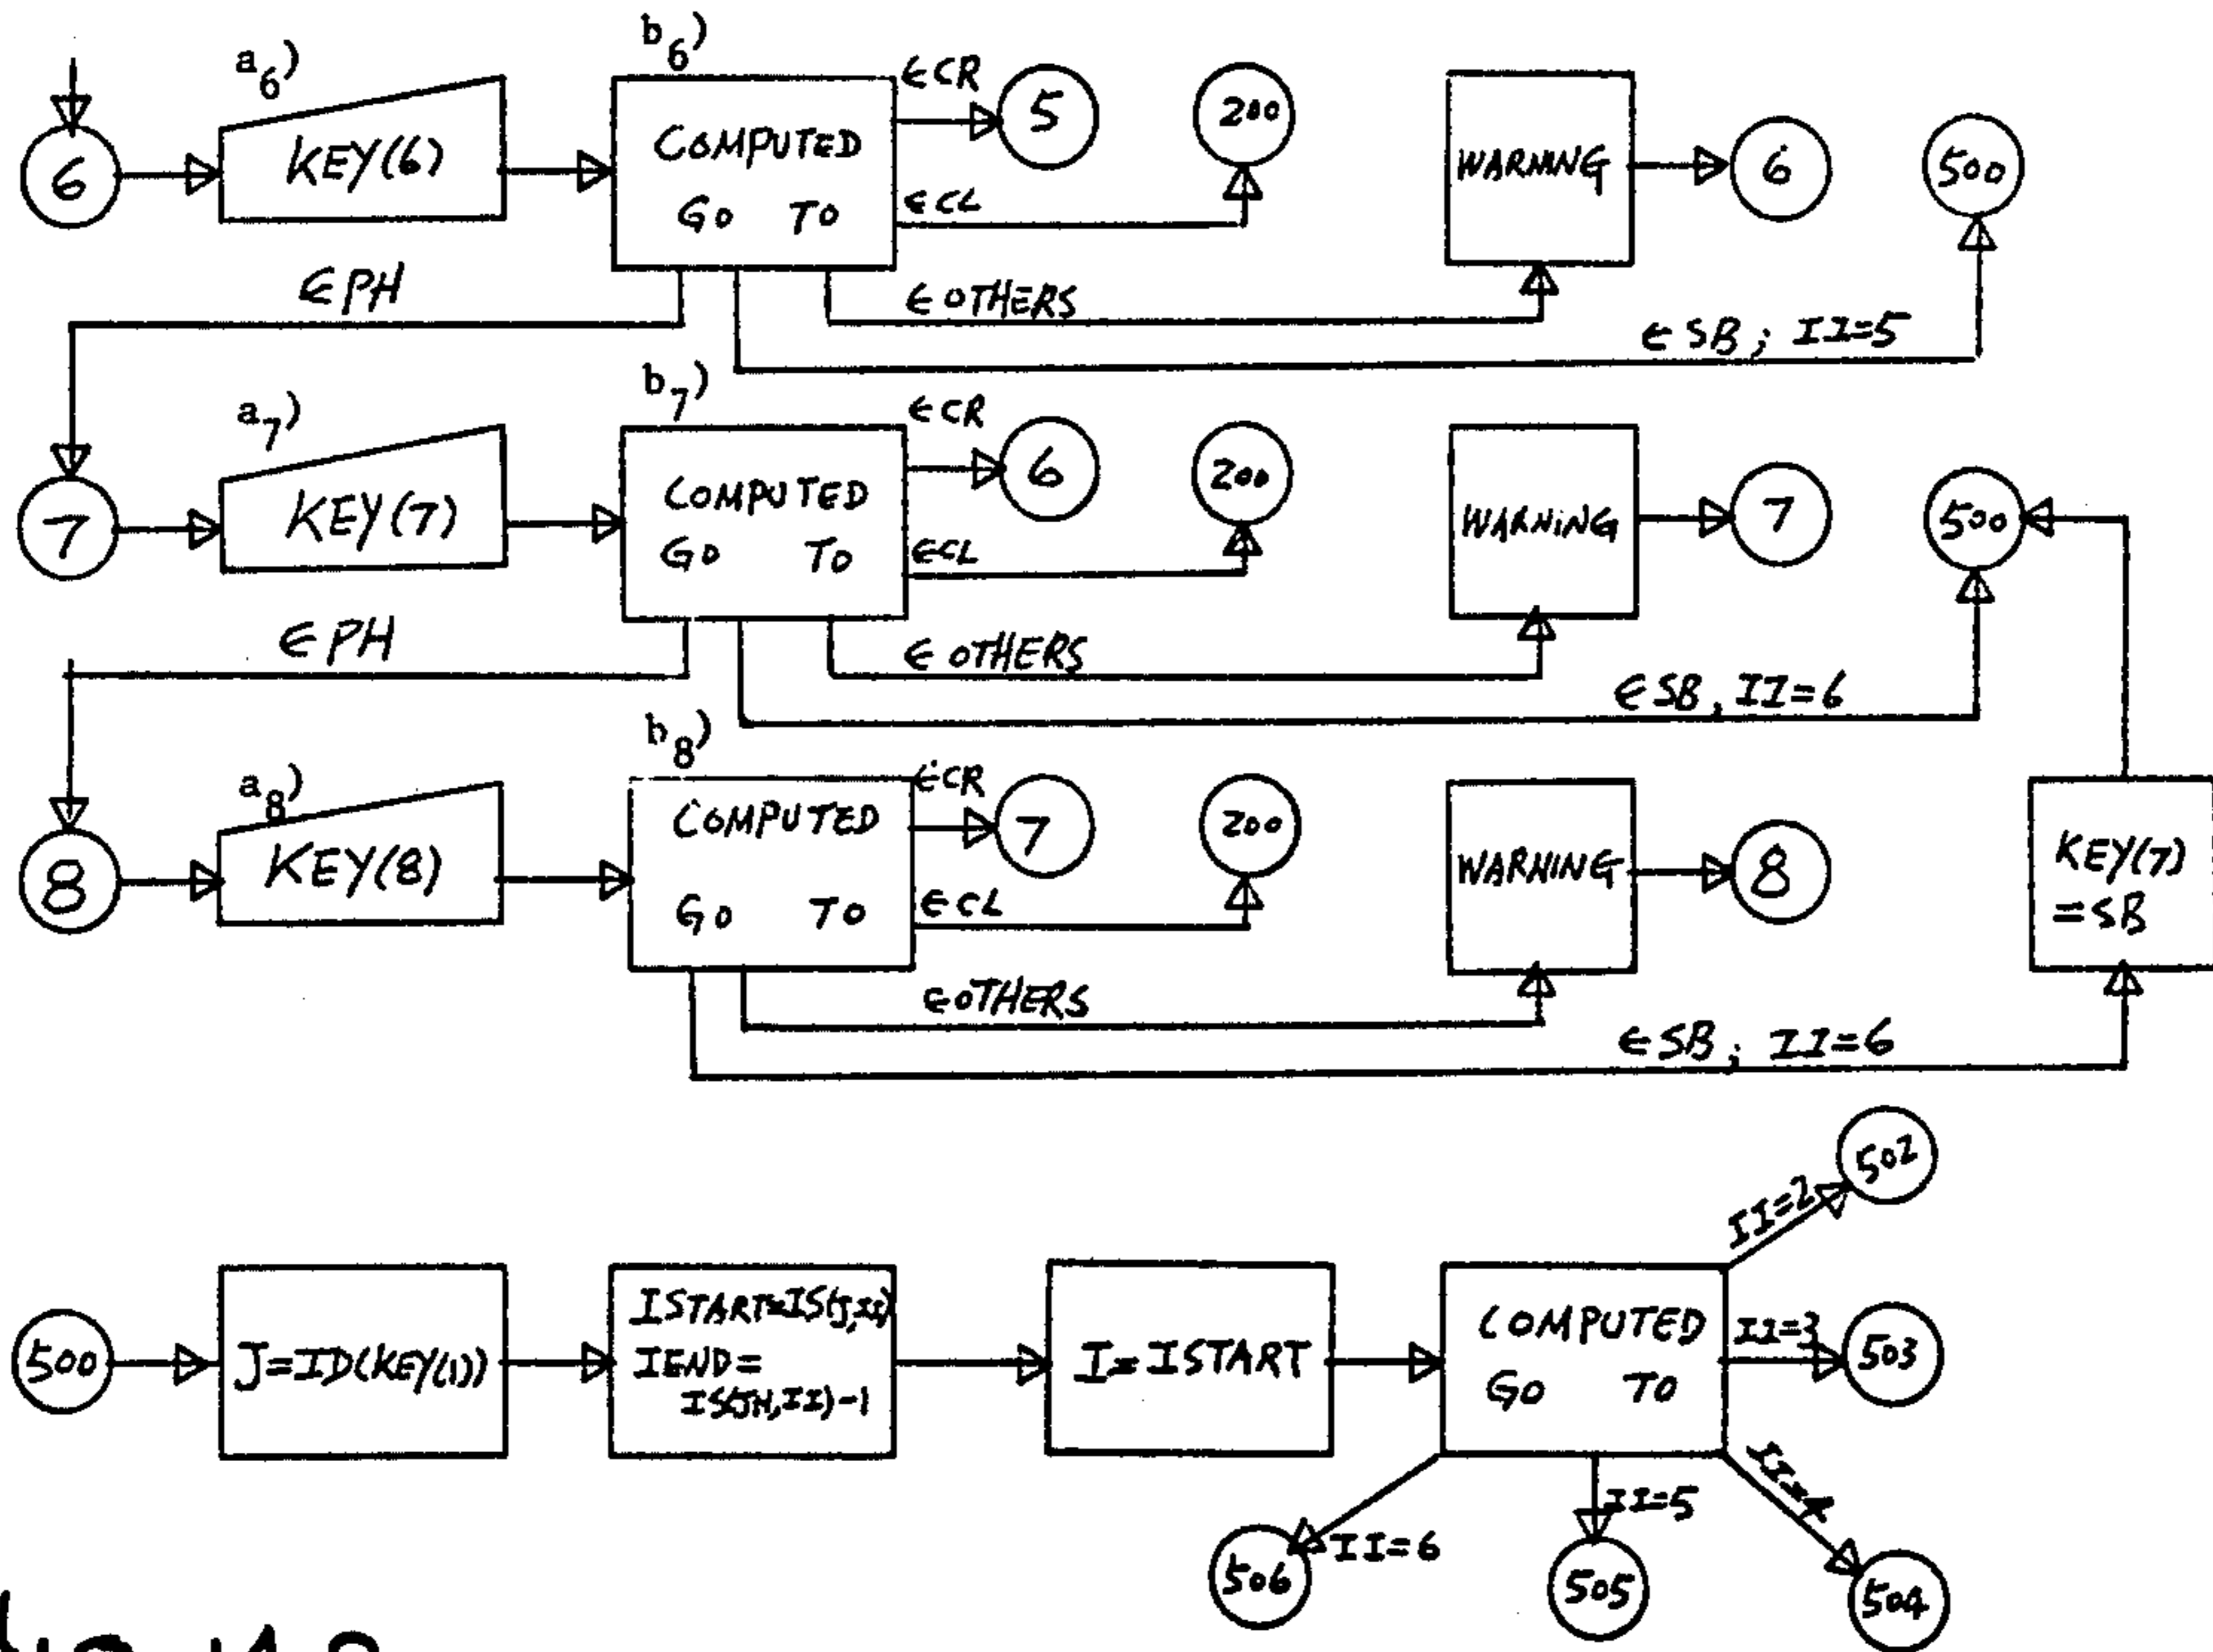 a6)
b6)
6
KEY(6)
COMPUTED
GO TO
∈CR
5
200
∈CL
WARNING
6
500
∈PH
∈OTHERS
∈SB; II=5
a7)
b7)
7
KEY(7)
COMPUTED
GO TO
∈CR
6
200
∈CL
WARNING
7
500
∈PH
∈OTHERS
∈SB, II=6
a8)
b8)
8
KEY(8)
COMPUTED
GO TO
∈CR
7
200
∈CL
WARNING
8
KEY(7)
=SB
∈OTHERS
∈SB; II=6
500
J=ID(KEY(1))
ISTART=IS(J,II)
IEND=
I=ISTART
COMPUTED
GO TO
II=2
502
II=3
503
II=4
504
II=5
505
II=6
506